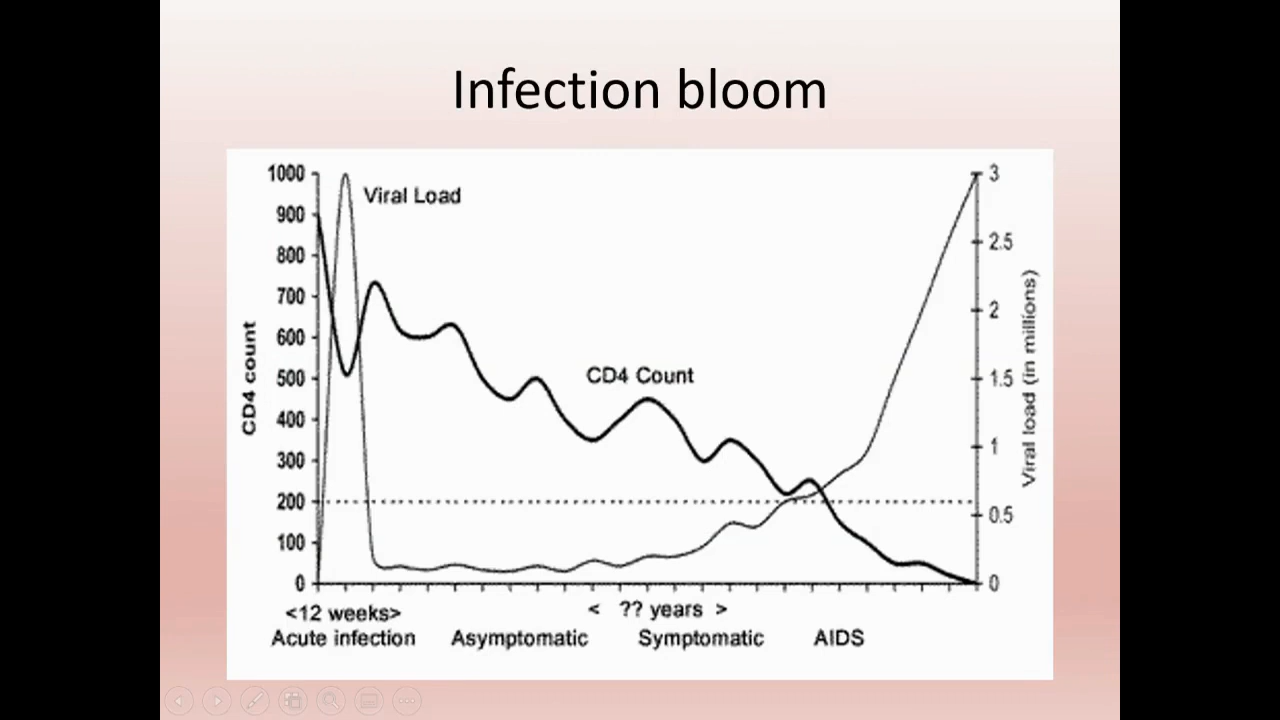 Infection bloom
1000
900
800
700
600
500
400
300
200
100
0
CD4 count
Viral Load
CD4 Count
3
2.5
2
1.5
1
0.5
0
Viral load (in millions)
<12 weeks>
< ?? years >
Acute infection Asymptomatic Symptomatic AIDS